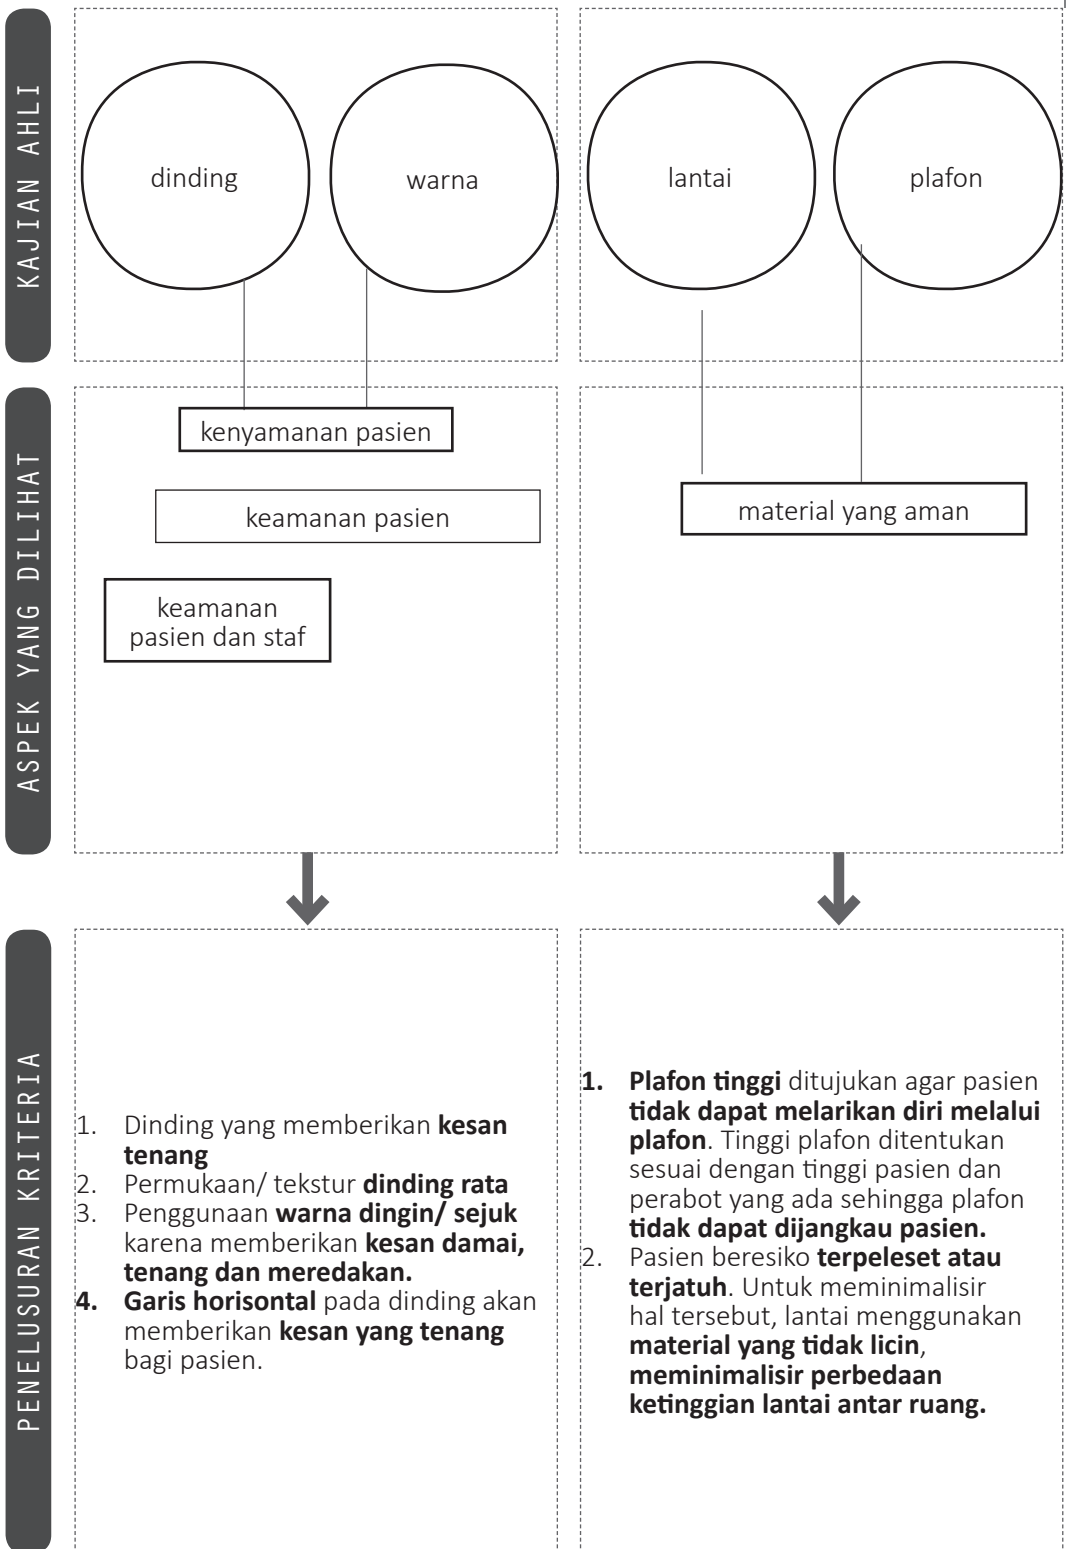 KAJIAN AHLI
dinding
warna
lantai
plafon
ASPEK YANG DILIHAT
kenyamanan pasien
keamanan pasien
keamanan
pasien dan staf
material yang aman
PENELUSURAN KRITERIA
1. Dinding yang memberikan kesan
tenang
2. Permukaan/ tekstur dinding rata
3. Penggunaan warna dingin/ sejuk
karena memberikan kesan damai,
tenang dan meredakan.
4. Garis horisontal pada dinding akan
memberikan kesan yang tenang
bagi pasien.
1. Plafon tinggi ditujukan agar pasien
tidak dapat melarikan diri melalui
plafon. Tinggi plafon ditentukan
sesuai dengan tinggi pasien dan
perabot yang ada sehingga plafon
tidak dapat dijangkau pasien.
2. Pasien beresiko terpeleset atau
terjatuh. Untuk meminimalisir
hal tersebut, lantai menggunakan
material yang tidak licin,
meminimalisir perbedaan
ketinggian lantai antar ruang.